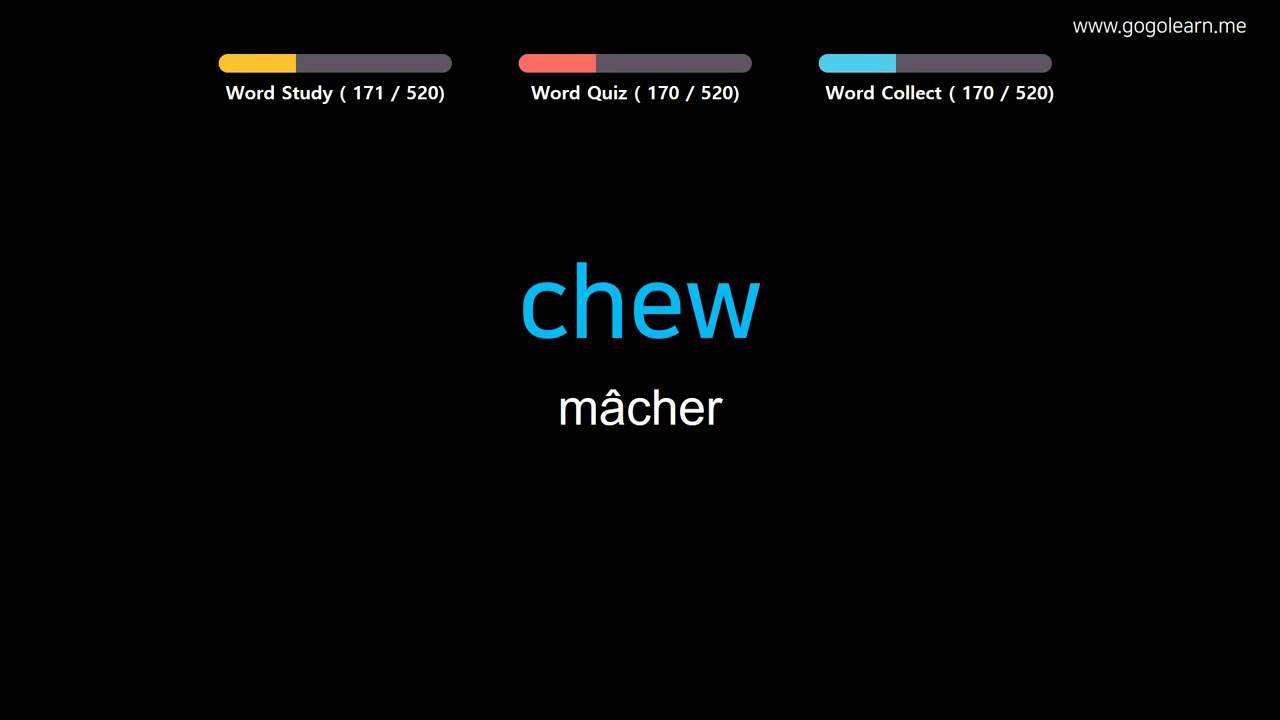 www.gogolearn.me
Word Study ( 171 / 520)
Word Quiz ( 170 / 520)
Word Collect ( 170 / 520)
chew
mâcher